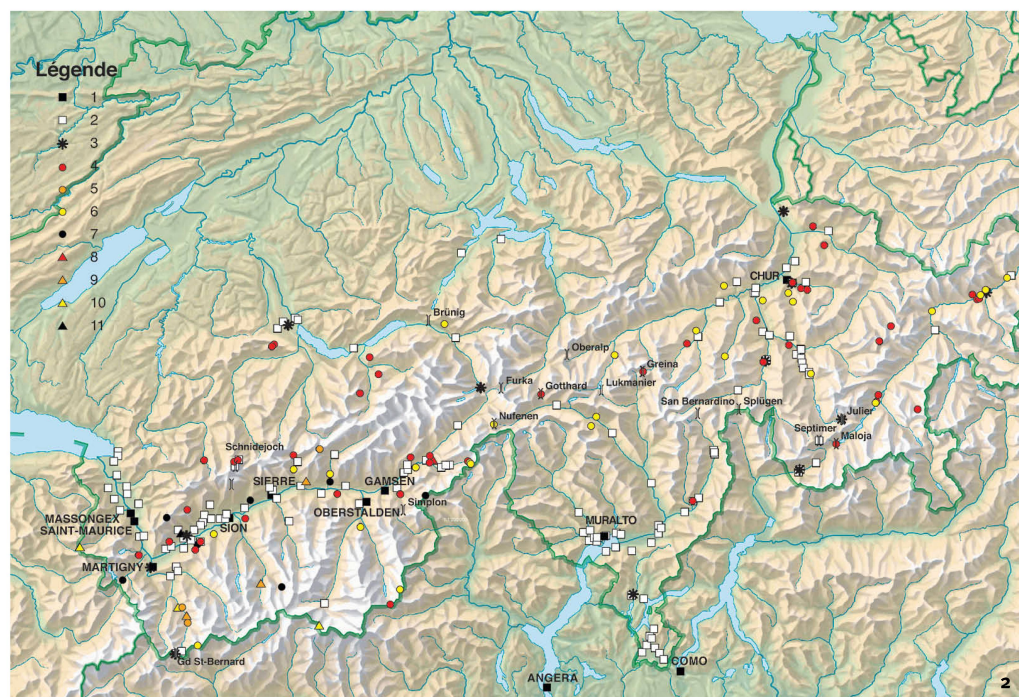 Légende
1
2
3
4
5
6
7
8
9
10
11
CHUR
Brünig
Oberalp
Greina
Furka
Gotthard
Lukmanier
San Bernardino
Splügen
Nufenen
Julier
Septimer
Maloja
Schnidejoch
SIERRE
GAMSEN
OBERSTALDEN
Simplon
MASSONGEX
SAINT-MAURICE
SION
MURALTO
MARTIGNY
Gd St-Bernard
COMO
ANGERA
2